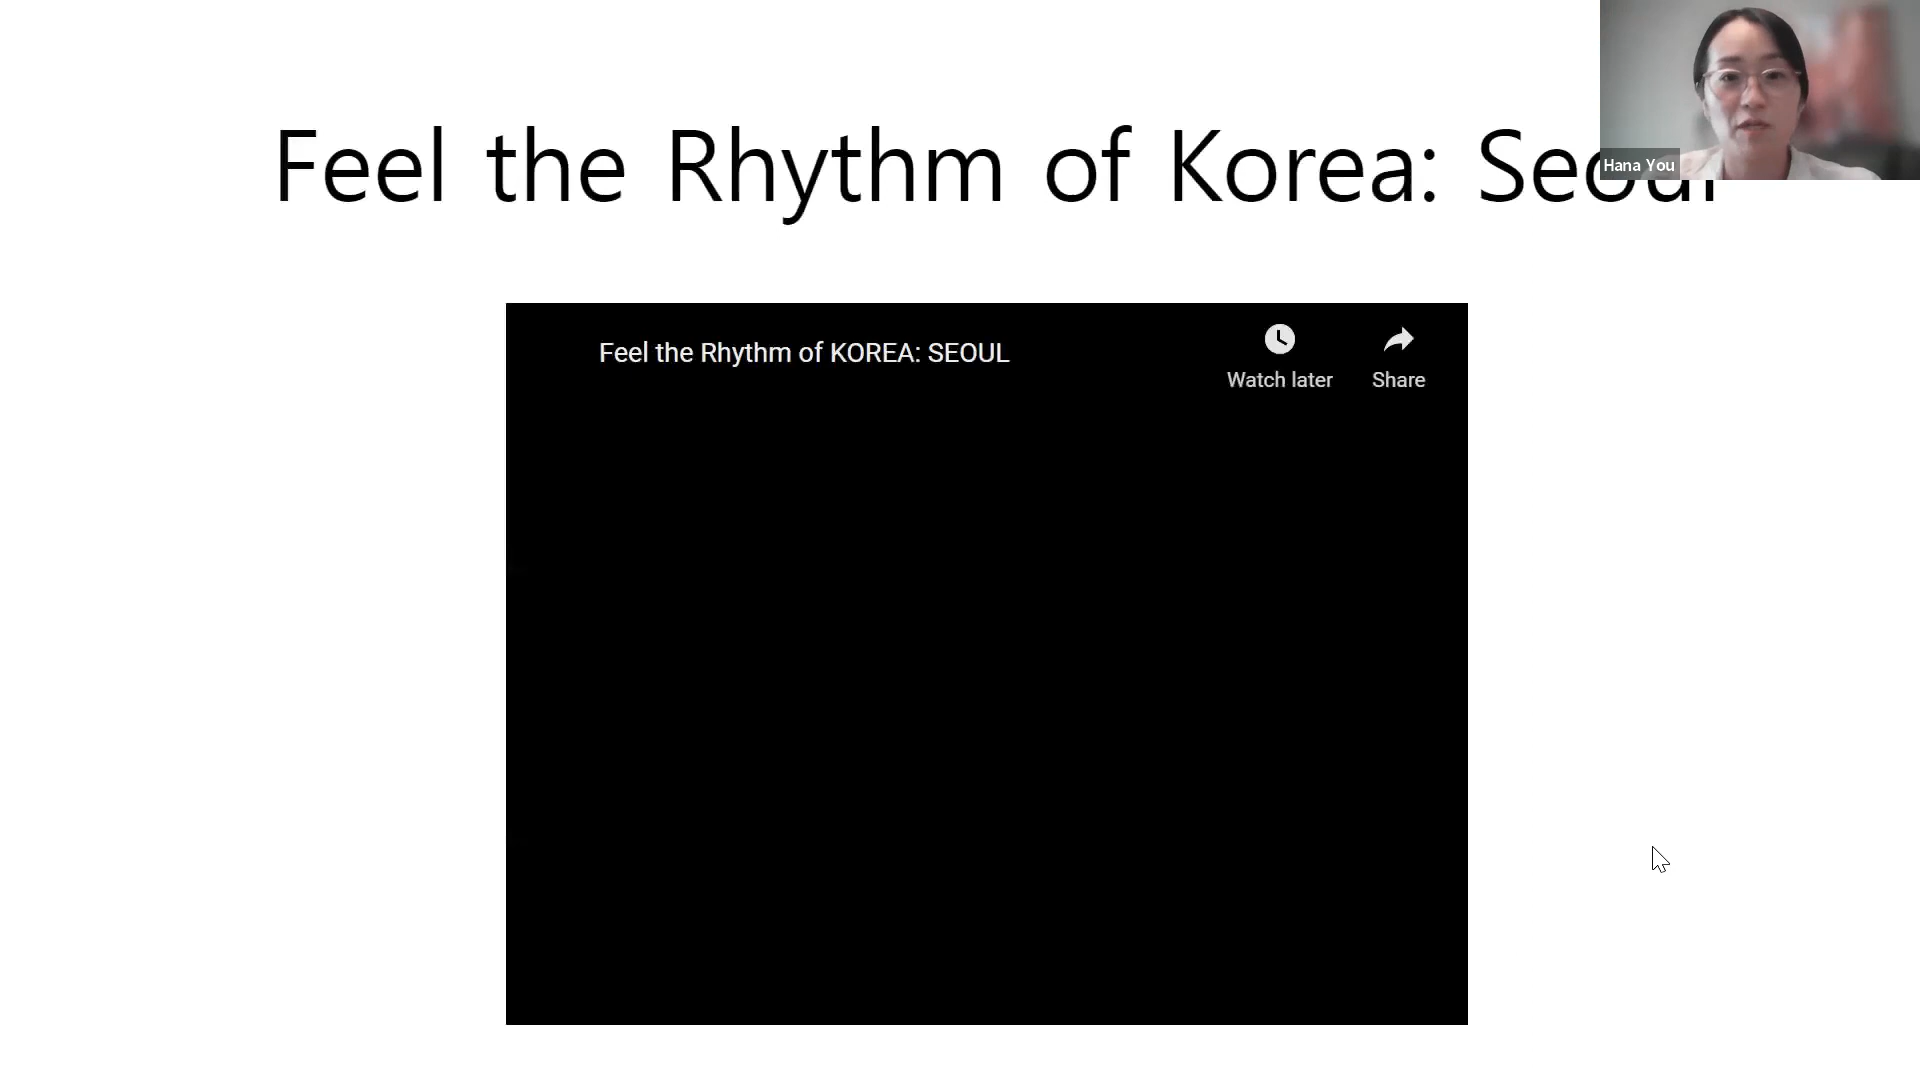 Feel the Rhythm of Korea: Seoul
Hana You
Feel the Rhythm of KOREA: SEOUL
Watch later
Share